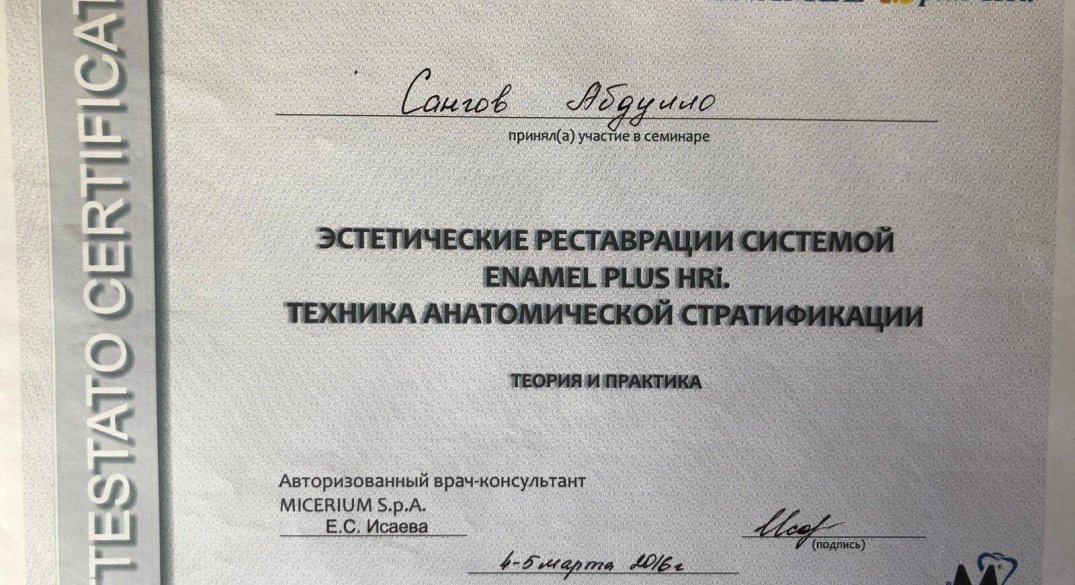 Сангов Абдулло
принял(а) участие в семинаре
ЭСТЕТИЧЕСКИЕ РЕСТАВРАЦИИ СИСТЕМОЙ
ENAMEL PLUS HRi.
ТЕХНИКА АНАТОМИЧЕСКОЙ СТРАТИФИКАЦИИ
ТЕОРИЯ И ПРАКТИКА
Авторизованный врач-консультант
MICERIUM S.p.A.
Е.С. Исаева
(подпись)
4-5 марта 2016г
TESTATO CERTIFICAT